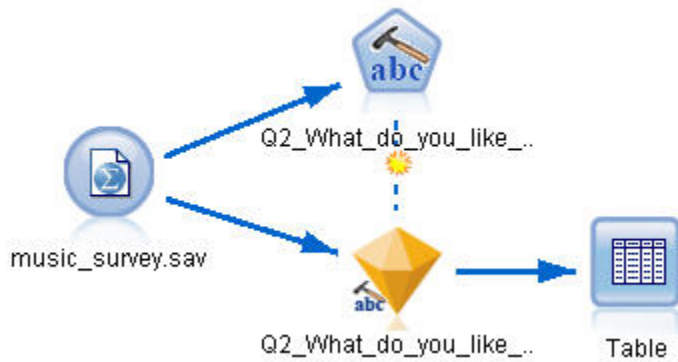 abc
Q2_What_do_you_like_..
music_survey.sav
abc
Q2_What_do_you_like_..
Table